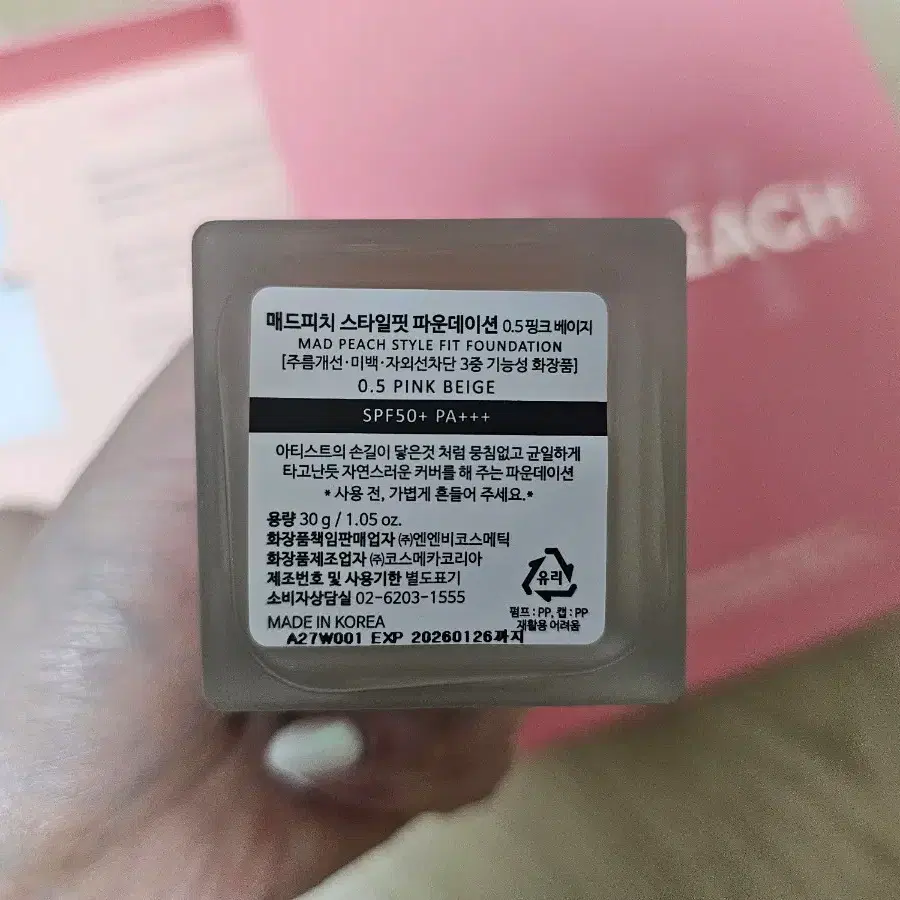 매드피치 스타일핏 파운데이션 0.5 핑크 베이지
MAD PEACH STYLE FIT FOUNDATION
[주름개선·미백·자외선차단 3중 기능성 화장품]
0.5 PINK BEIGE
SPF50+ PA+++
아티스트의 손길이 닿은것 처럼 뭉침없고 균일하게
타고난듯 자연스러운 커버를 해 주는 파운데이션
*사용 전, 가볍게 흔들어 주세요.*
용량 30 g / 1.05 oz.
화장품책임판매업자 ㈜엔엔비코스메틱
화장품제조업자 ㈜코스메카코리아
제조번호 및 사용기한 별도표기
소비자상담실 02-6203-1555
MADE IN KOREA
유리
펌프 : PP, 캡 : PP
재활용 어려움
A27W001 EXP 20260126까지
EACH